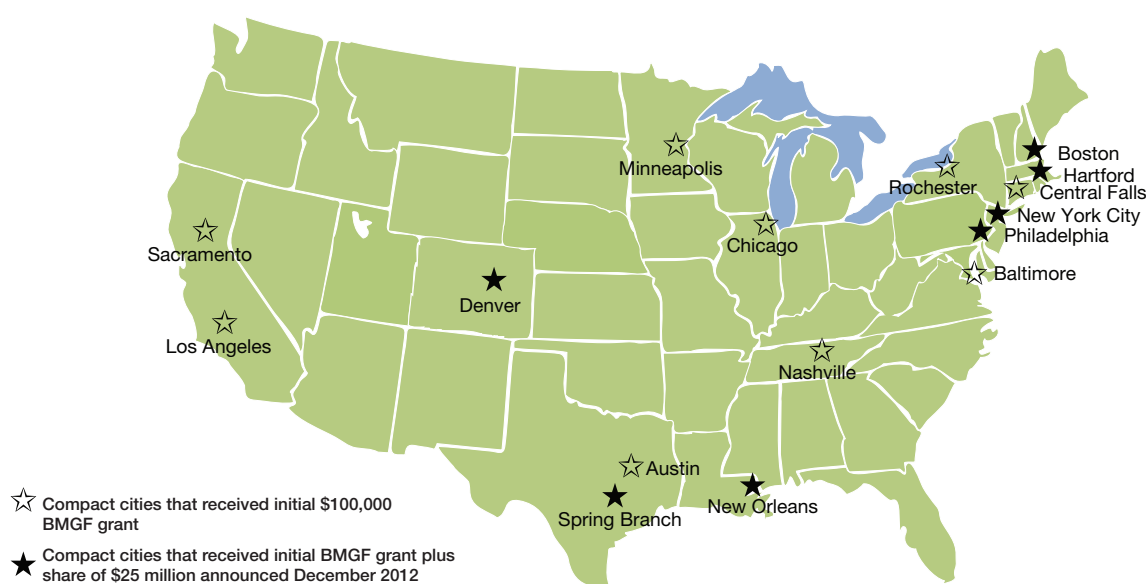 Minneapolis
Boston
Hartford
Rochester
Central Falls
New York City
Philadelphia
Sacramento
Chicago
Baltimore
Denver
Los Angeles
Nashville
Austin
Spring Branch
New Orleans
Compact cities that received initial $100,000
BMGF grant
Compact cities that received initial BMGF grant plus
share of $25 million announced December 2012